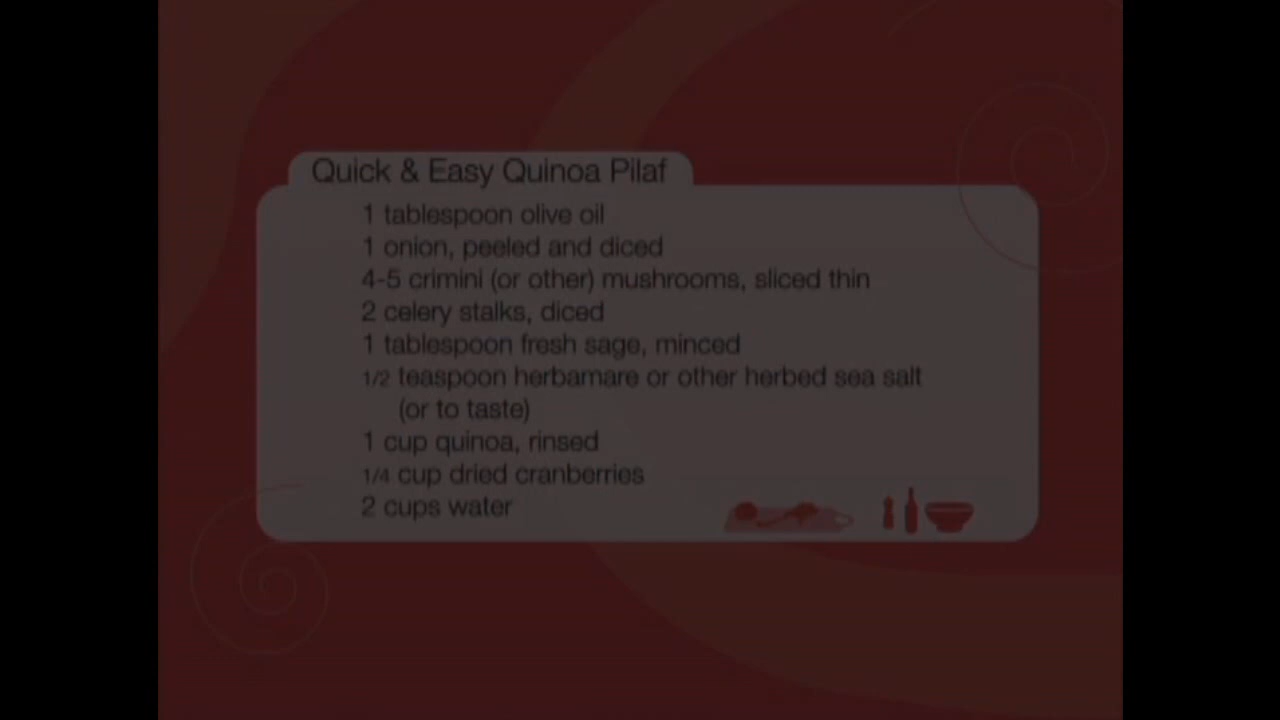 Quick & Easy Quinoa Pilaf
1 tablespoon olive oil
1 onion, peeled and diced
4-5 crimini (or other) mushrooms, sliced thin
2 celery stalks, diced
1 tablespoon fresh sage, minced
1/2 teaspoon herbamare or other herbed sea salt
(or to taste)
1 cup quinoa, rinsed
1/4 cup dried cranberries
2 cups water